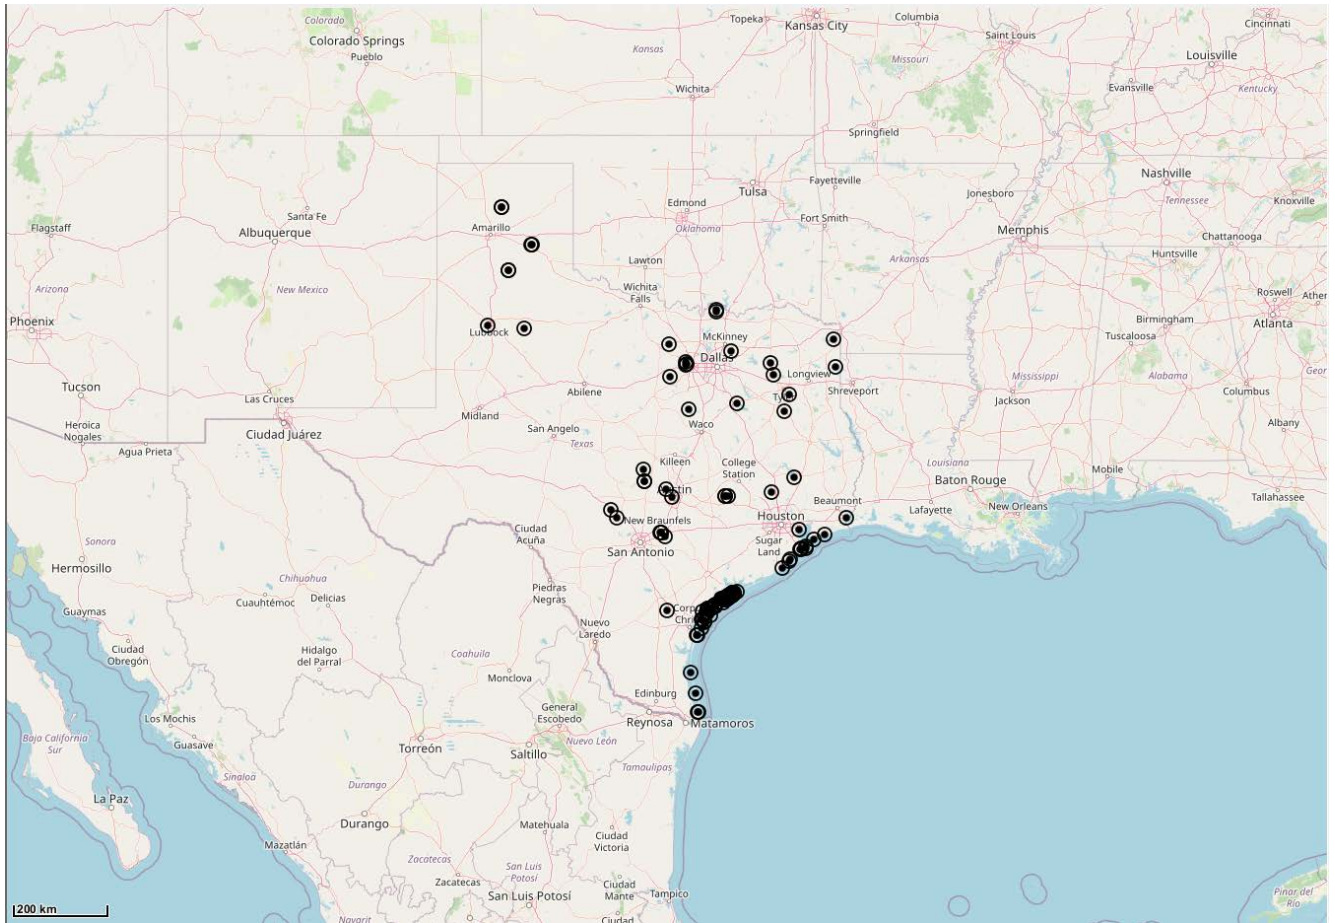 Topeka
Kansas City
Columbia
Cincinnati
Colorado
Colorado Springs
Saint Louis
Pueblo
Kansas
Missouri
Louisville
Wichita
Evansville
Kentucky
Springfield
Nashville
Tulsa
Fayetteville
Jonesboro
Tennessee
Knoxville
Santa Fe
Edmond
Fort Smith
Flagstaff
Albuquerque
Amarillo
Oklahoma
Memphis
Chattanooga
Huntsville
Lawton
Arkansas
Arizona
New Mexico
Wichita
Falls
Roswell
Ather
Phoenix
Lubbock
McKinney
Birmingham
Atlanta
Dallas
Tuscaloosa
Tucson
Abilene
Longview
Shreveport
Mississippi
Alabama
Geor
Las Cruces
Columbus
Midland
Jackson
Heroica
Nogales
Ciudad Juárez
San Angelo
Waco
Albany
Agua Prieta
Texas
Killeen
College
Station
Louisiana
Mobile
Baton Rouge
Tallahassee
Austin
Beaumont
Lafayette
New Orleans
Houston
New Braunfels
Sonora
Ciudad
Acuña
San Antonio
Sugar
Land
Hermosillo
Chihuahua
Piedras
Negras
Cuauhtémoc
Delicias
Guaymas
Corp
Chri
Nuevo
Laredo
Ciudad
Obregón
Hidalgo
del Parral
Coahuila
Monclova
Edinburg
Los Mochis
General
Escobedo
Reynosa
Matamoros
Baja California
Sur
Guasave
Torreón
Nuevo León
Saltillo
Sinaloa
Tamaulipas
Durango
La Paz
Durango
Matehuala
Ciudad
Victoria
Mazatlán
Zacatecas
San Luis
Potosí
Zacatecas
San Luis Potosí
Ciudad
Mante
Tampico
Pinar del
Río
200 km
Navarit
Ciudad